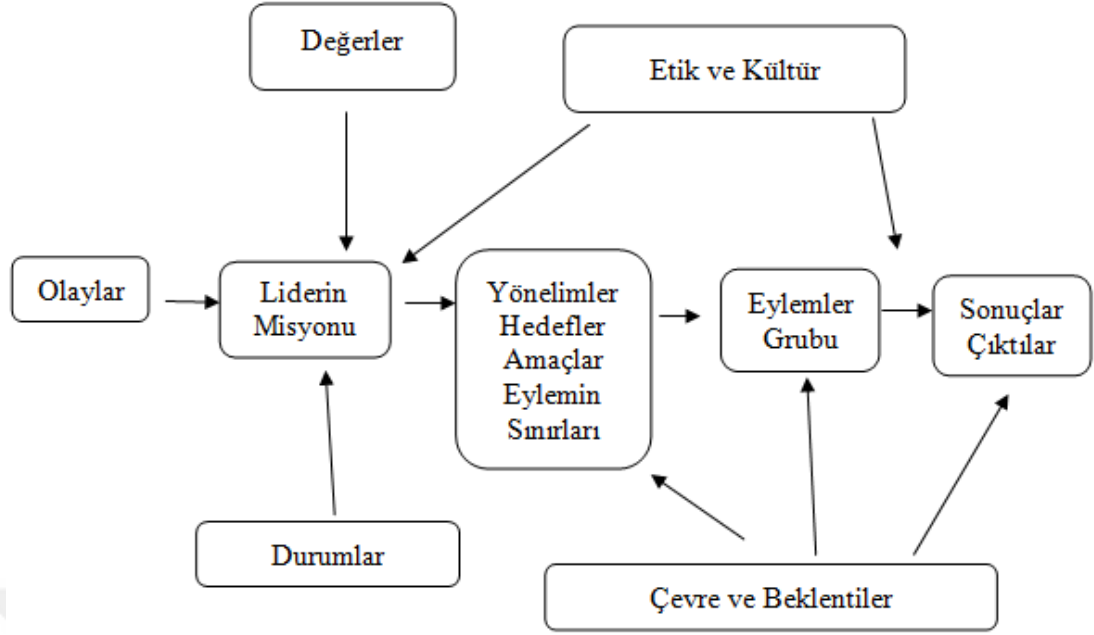 Değerler
Etik ve Kültür
Olaylar
Liderin
Misyonu
Yönelimler
Hedefler
Amaçlar
Eylemin
Sınırları
Eylemler
Grubu
Sonuçlar
Çıktılar
Durumlar
Çevre ve Beklentiler